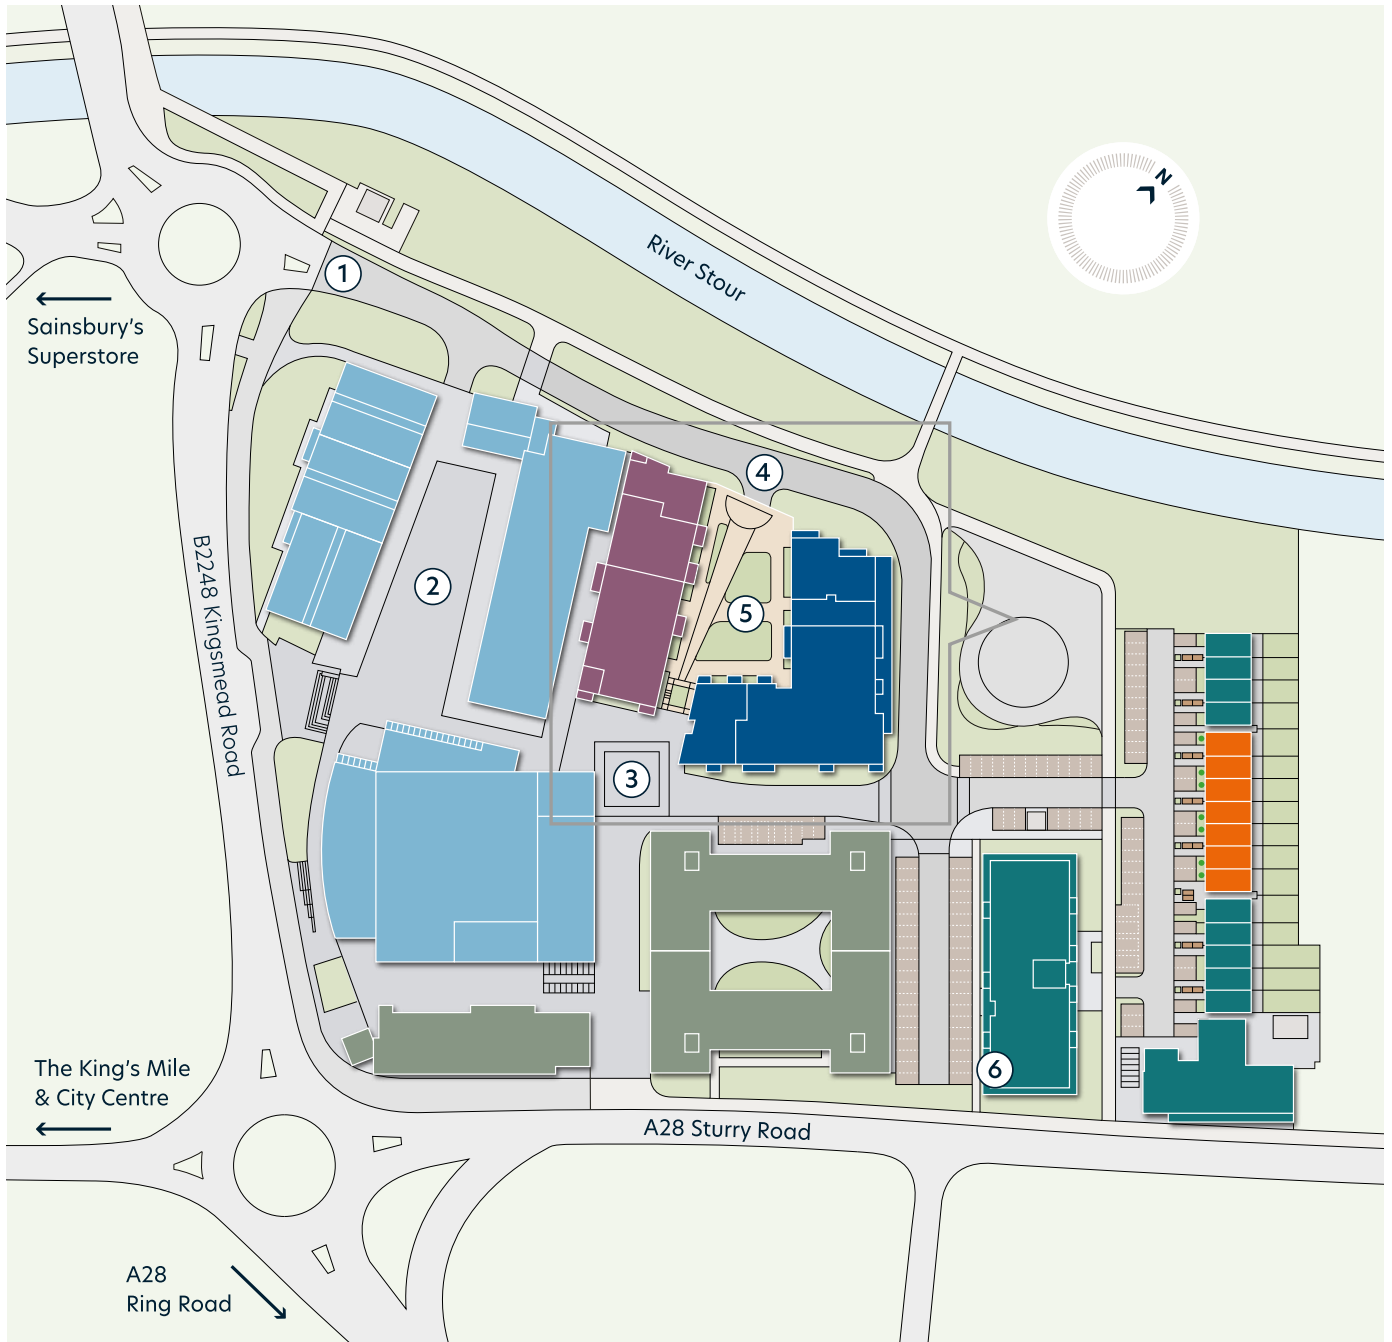 N
River Stour
1
Sainsbury's
Superstore
4
2
5
B2248 Kingsmead Road
3
6
The King's Mile
& City Centre
A28 Sturry Road
A28
Ring Road